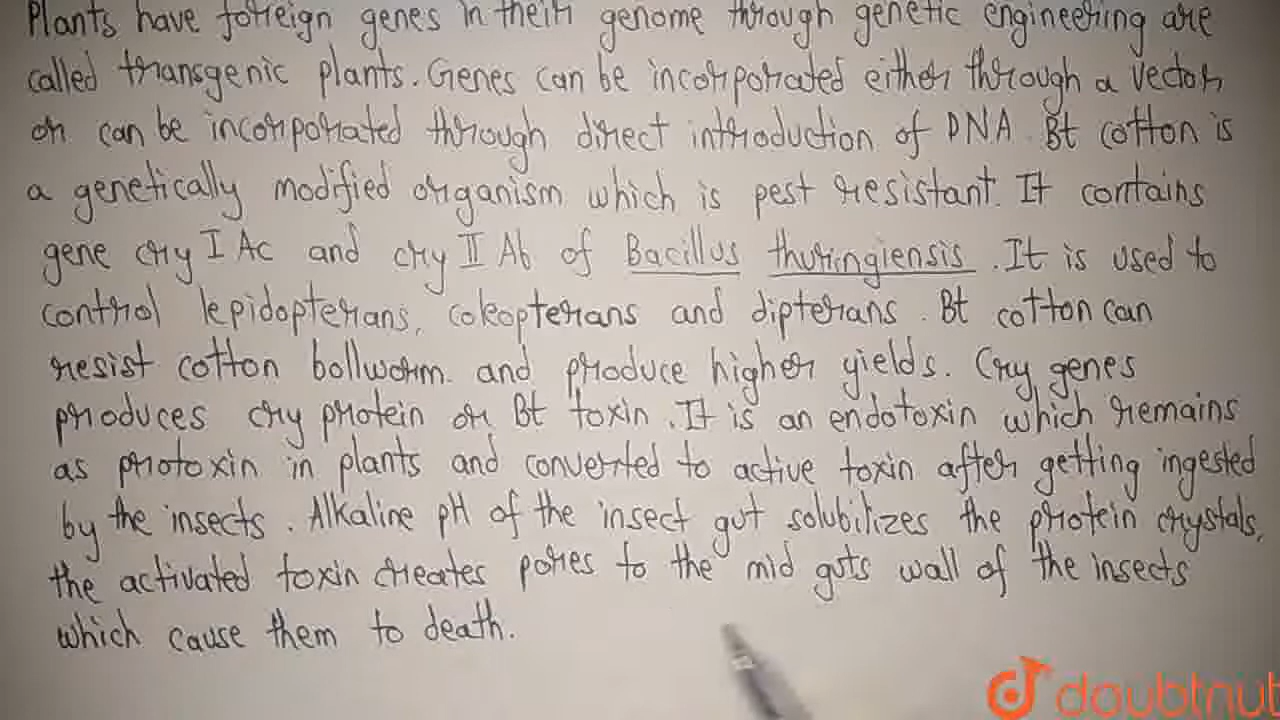 Plants have foreign genes in their genome through genetic engineering are
called transgenic plants. Genes can be incorporated either through a vector
or can be incorporated through direct introduction of DNA. Bt cotton is
a genetically modified organism which is pest resistant. It contains
gene cry I Ac and cry II Ab of Bacillus thuringiensis. It is used to
control lepidopterans, coleopterans and dipterans. Bt cotton can
resist cotton bollworm. and produce higher yields. Cry genes
produces cry protein or Bt toxin. It is an endotoxin which remains
as protoxin in plants and converted to active toxin after getting ingested
by the insects. Alkaline pH of the insect gut solubilizes the protein crystals,
the activated toxin creates pores to the mid guts wall of the insects
which cause them to death.
doubtnut